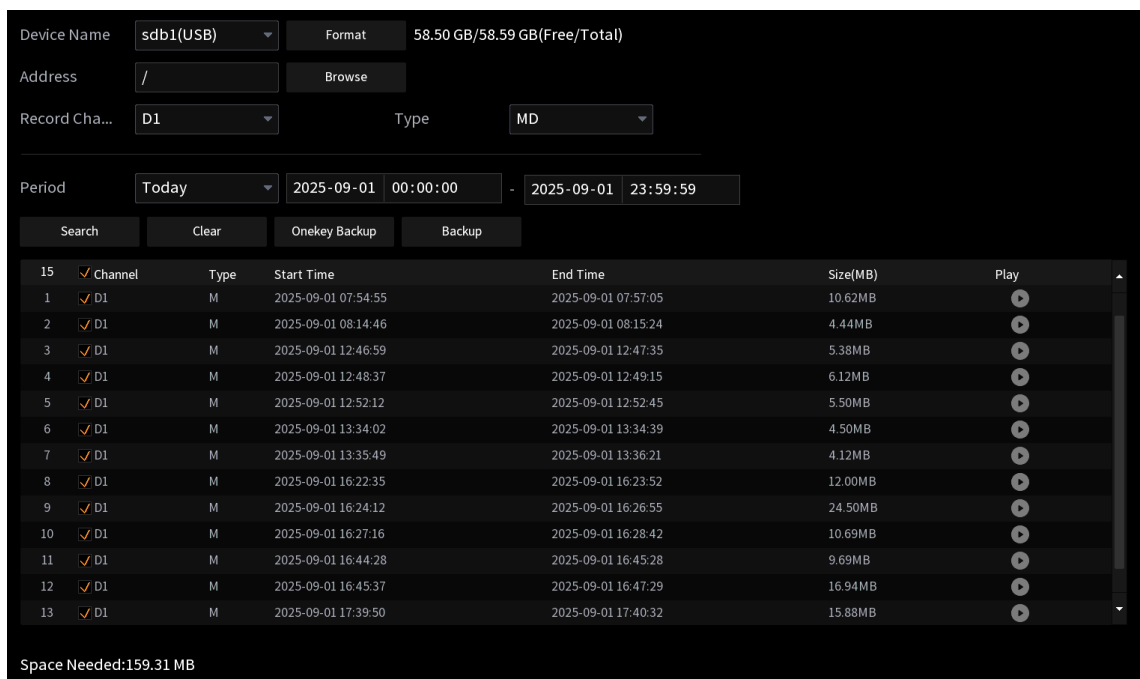 Device Name sdb1(USB) Format 58.50 GB/58.59 GB(Free/Total)
Address / Browse
Record Cha... D1 Type MD
Period Today 2025-09-01 00:00:00 - 2025-09-01 23:59:59
Search Clear Onekey Backup Backup
15 Channel Type Start Time End Time Size(MB) Play
1 D1 M 2025-09-01 07:54:55 2025-09-01 07:57:05 10.62MB
2 D1 M 2025-09-01 08:14:46 2025-09-01 08:15:24 4.44MB
3 D1 M 2025-09-01 12:46:59 2025-09-01 12:47:35 5.38MB
4 D1 M 2025-09-01 12:48:37 2025-09-01 12:49:15 6.12MB
5 D1 M 2025-09-01 12:52:12 2025-09-01 12:52:45 5.50MB
6 D1 M 2025-09-01 13:34:02 2025-09-01 13:34:39 4.50MB
7 D1 M 2025-09-01 13:35:49 2025-09-01 13:36:21 4.12MB
8 D1 M 2025-09-01 16:22:35 2025-09-01 16:23:52 12.00MB
9 D1 M 2025-09-01 16:24:12 2025-09-01 16:26:55 24.50MB
10 D1 M 2025-09-01 16:27:16 2025-09-01 16:28:42 10.69MB
11 D1 M 2025-09-01 16:44:28 2025-09-01 16:45:28 9.69MB
12 D1 M 2025-09-01 16:45:37 2025-09-01 16:47:29 16.94MB
13 D1 M 2025-09-01 17:39:50 2025-09-01 17:40:32 15.88MB
Space Needed:159.31 MB